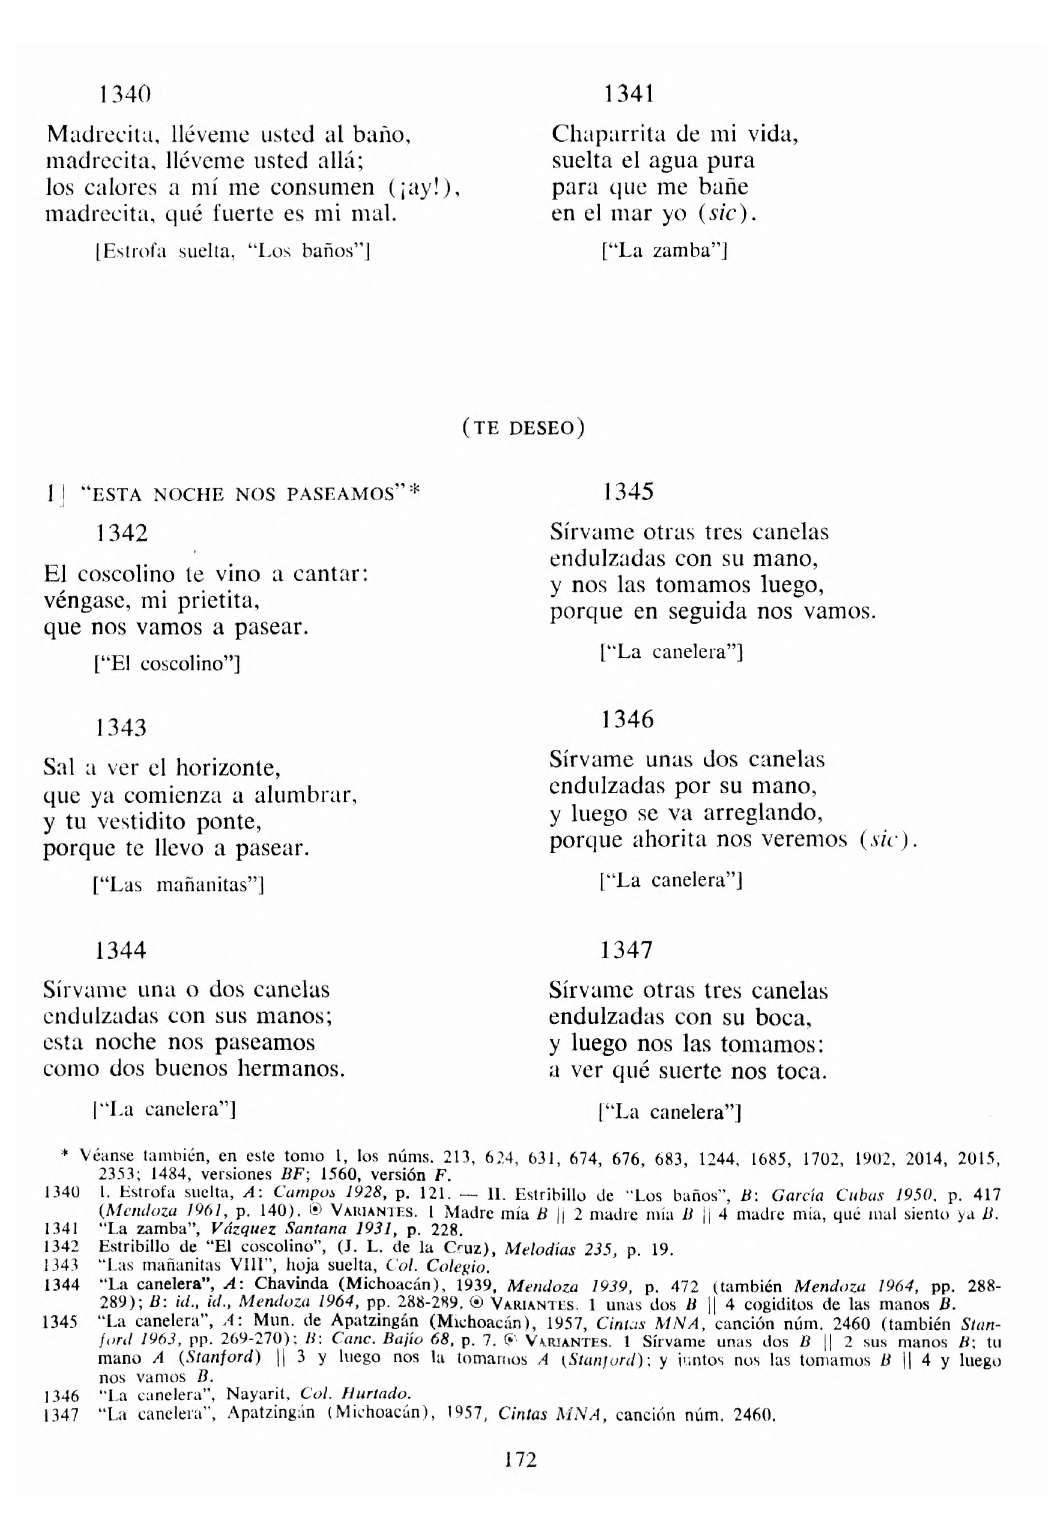 1340
Madrecita, lléveme usted al baño,
madrecita, lléveme usted allá;
los calores a mí me consumen (¡ay!),
madrecita, qué fuerte es mi mal.
[Estrofa suelta, “Los baños”]
1341
Chaparrita de mi vida,
suelta el agua pura
para que me bañe
en el mar yo (sic).
[“La zamba”]
(TE DESEO)
1] “ESTA NOCHE NOS PASEAMOS”*
1342
El coscolino te vino a cantar:
véngase, mi prietita,
que nos vamos a pasear.
[“El coscolino”]
1343
Sal a ver el horizonte,
que ya comienza a alumbrar,
y tu vestidito ponte,
porque te llevo a pasear.
[“Las mañanitas”]
1344
Sírvame una o dos canelas
endulzadas con sus manos;
esta noche nos paseamos
como dos buenos hermanos.
[“La canelera”]
1345
Sírvame otras tres canelas
endulzadas con su mano,
y nos las tomamos luego,
porque en seguida nos vamos.
[“La canelera”]
1346
Sírvame unas dos canelas
endulzadas por su mano,
y luego se va arreglando,
porque ahorita nos veremos (sic).
[“La canelera”]
1347
Sírvame otras tres canelas
endulzadas con su boca,
y luego nos las tomamos:
a ver qué suerte nos toca.
[“La canelera”]
* Véanse también, en este tomo 1, los núms. 213, 624, 631, 674, 676, 683, 1244, 1685, 1702, 1902, 2014, 2015,
2353; 1484, versiones BF; 1560, versión F.
1340 I. Estrofa suelta, A: Campos 1928, p. 121. — II. Estribillo de “Los baños”, B: García Cubas 1950, p. 417
(Mendoza 1961, p. 140). ⦿ VARIANTES. 1 Madre mía B || 2 madre mía B || 4 madre mía, qué mal siento ya B.
1341 “La zamba”, Vázquez Santana 1931, p. 228.
1342 Estribillo de “El coscolino”, (J. L. de la Cruz), Melodías 235, p. 19.
1343 “Las mañanitas VIII”, hoja suelta, Col. Colegio.
1344 “La canelera”, A: Chavinda (Michoacán), 1939, Mendoza 1939, p. 472 (también Mendoza 1964, pp. 288-
289); B: id., id., Mendoza 1964, pp. 288-289. ⦿ VARIANTES. 1 unas dos B || 4 cogiditos de las manos B.
1345 “La canelera”, A: Mun. de Apatzingán (Michoacán), 1957, Cintas MNA, canción núm. 2460 (también Stan-
ford 1963, pp. 269-270); B: Canc. Bajío 68, p. 7. ⦿ VARIANTES. 1 Sírvame unas dos B || 2 sus manos B; tu
mano A (Stanford) || 3 y luego nos la tomamos A (Stanford); y juntos nos las tomamos B || 4 y luego
nos vamos B.
1346 “La canelera”, Nayarit, Col. Hurtado.
1347 “La canelera”, Apatzingán (Michoacán), 1957, Cintas MNA, canción núm. 2460.
172